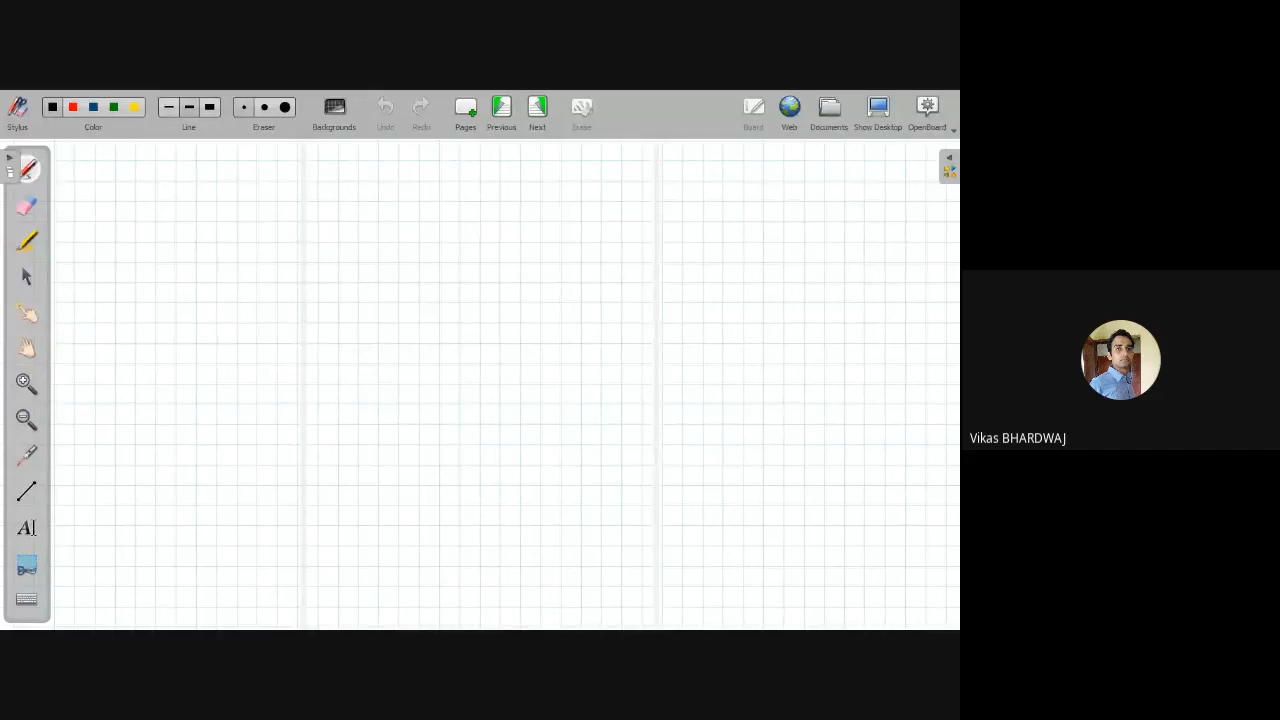 Stylus Color Line Eraser Backgrounds Undo Redo Pages Previous Next Erase Board Web Documents Show Desktop OpenBoard
A
Vikas BHARDWAJ